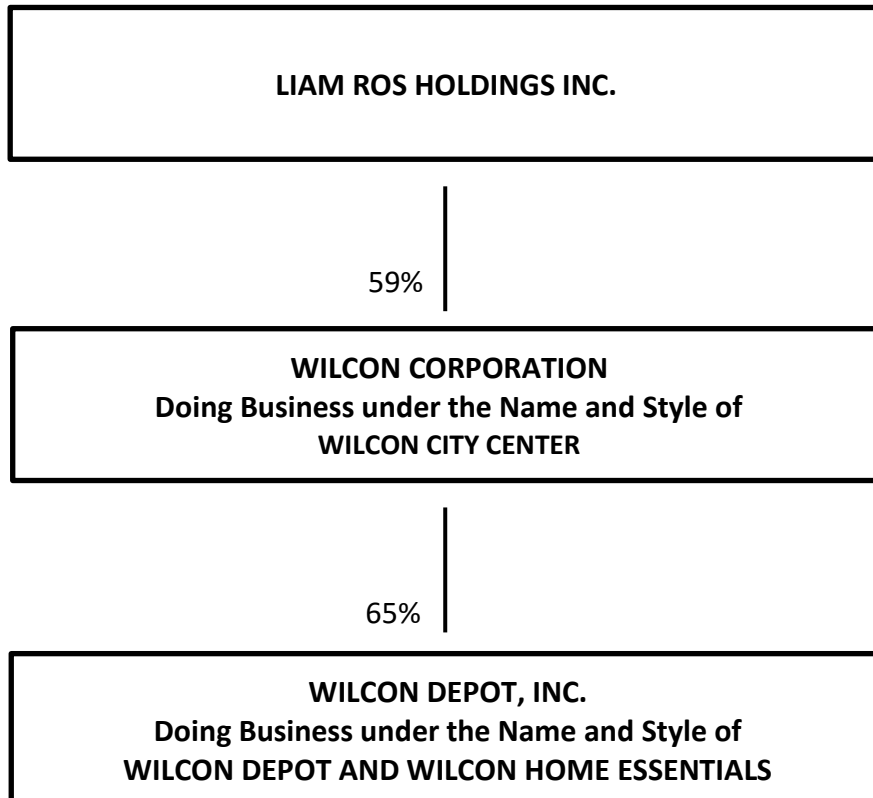 LIAM ROS HOLDINGS INC.
59%
WILCON CORPORATION
Doing Business under the Name and Style of
WILCON CITY CENTER
65%
WILCON DEPOT, INC.
Doing Business under the Name and Style of
WILCON DEPOT AND WILCON HOME ESSENTIALS